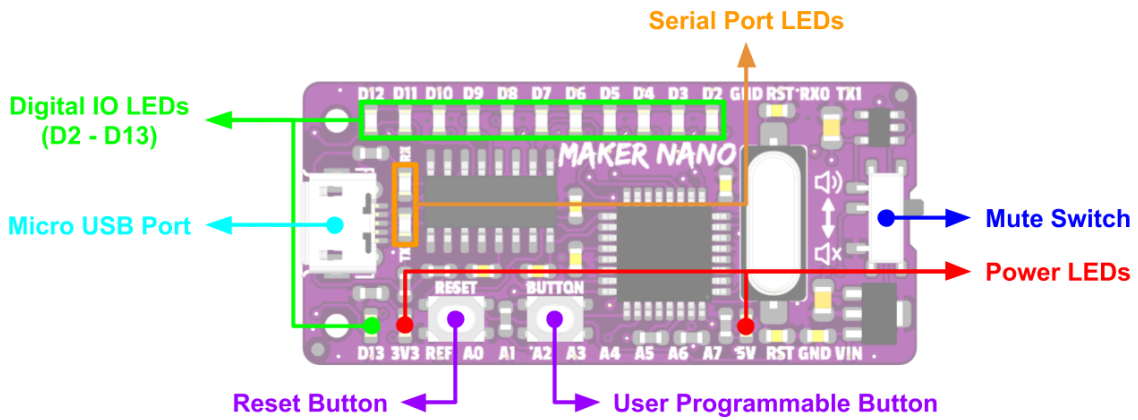 Serial Port LEDs
D12 D11 D10 D9 D8 D7 D6 D5 D4 D3 D2 GND RST RX0 TX1
Digital IO LEDs
(D2 - D13)
MAKER NANO
RX
Micro USB Port
Mute Switch
TX
Power LEDs
RESET BUTTON
D13 3V3 REF A0 A1 A2 A3 A4 A5 A6 A7 5V RST GND VIN
Reset Button
User Programmable Button